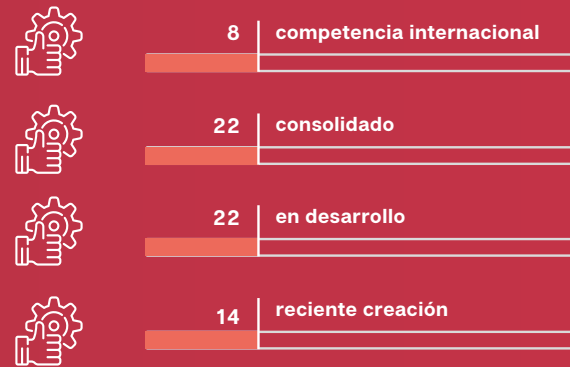 8 competencia internacional
22 consolidado
22 en desarrollo
14 reciente creación